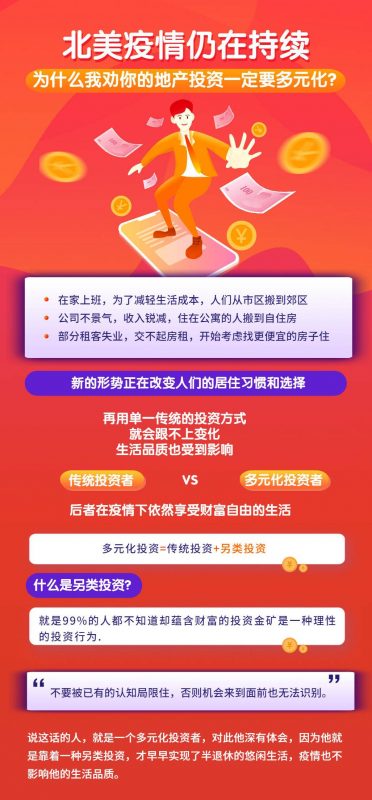 北美疫情仍在持续
为什么我劝你的地产投资一定要多元化?
在家上班，为了减轻生活成本，人们从市区搬到郊区
公司不景气，收入锐减，住在公寓的人搬到自住房
部分租客失业，交不起房租，开始考虑找更便宜的房子住
新的形势正在改变人们的居住习惯和选择
再用单一传统的投资方式
就会跟不上变化
生活品质也受到影响
传统投资者 VS 多元化投资者
后者在疫情下依然享受财富自由的生活
多元化投资=传统投资+另类投资
什么是另类投资?
就是99%的人都不知道却蕴含财富的投资金矿是一种理性
的投资行为.
“不要被已有的认知局限住，否则机会来到面前也无法识别。”
说这话的人，就是一个多元化投资者，对此他深有体会，因为他就
是靠着一种另类投资，才早早实现了半退休的悠闲生活，疫情也不
影响他的生活品质。